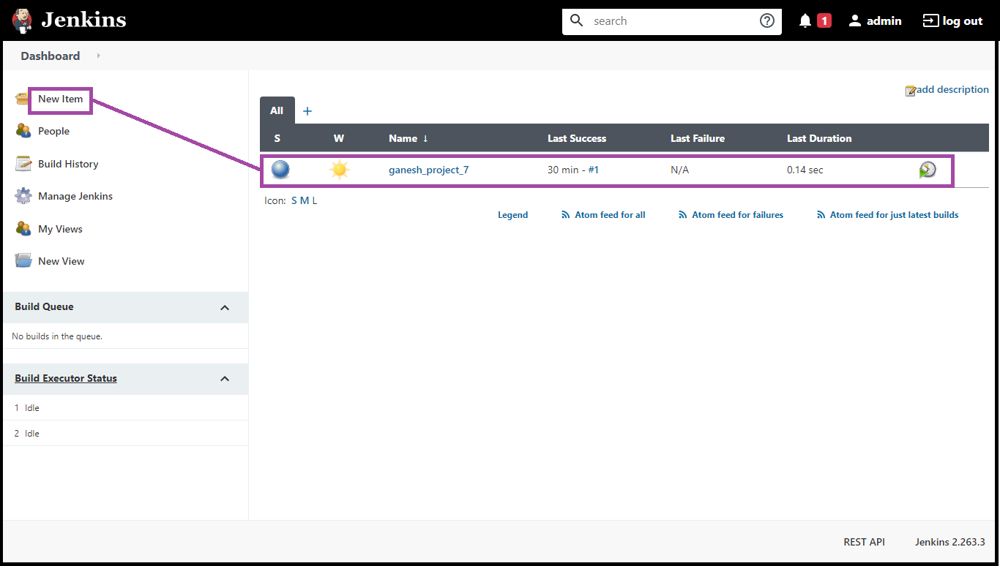 Jenkins
search
1
admin
log out
Dashboard
New Item
People
Build History
Manage Jenkins
My Views
New View
Build Queue
No builds in the queue.
Build Executor Status
1 Idle
2 Idle
add description
All +
S W Name ↓ Last Success Last Failure Last Duration
ganesh_project_7 30 min - #1 N/A 0.14 sec
Icon: S M L
Legend Atom feed for all Atom feed for failures Atom feed for just latest builds
REST API Jenkins 2.263.3